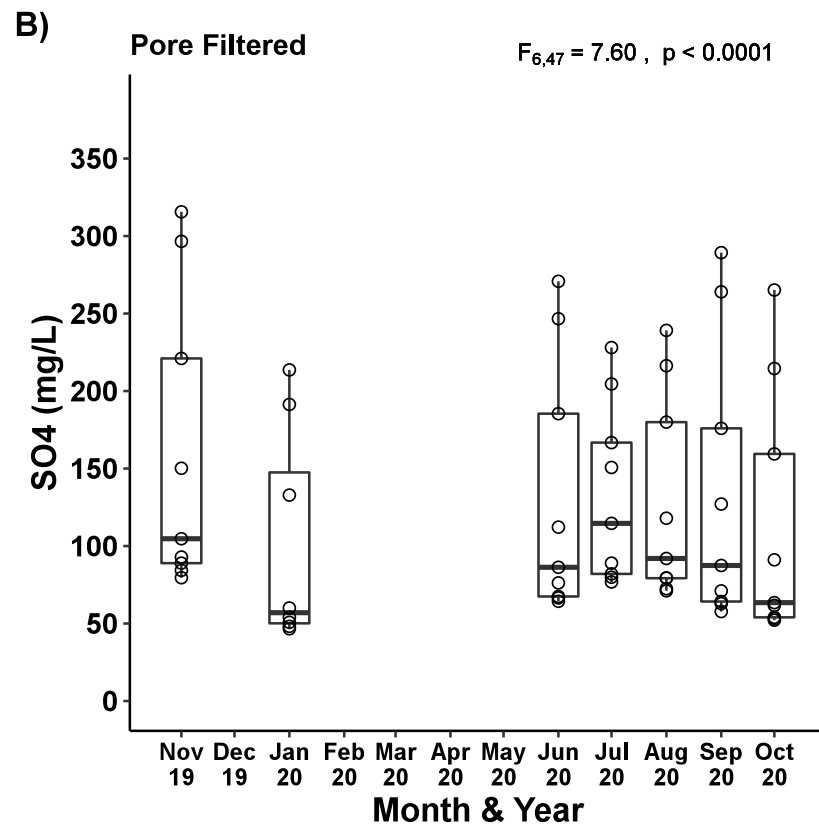 B)
Pore Filtered
F6,47 = 7.60 , p < 0.0001
SO4 (mg/L)
350
300
250
200
150
100
50
0
Nov Dec Jan Feb Mar Apr May Jun Jul Aug Sep Oct
19 19 20 20 20 20 20 20 20 20 20 20
Month & Year